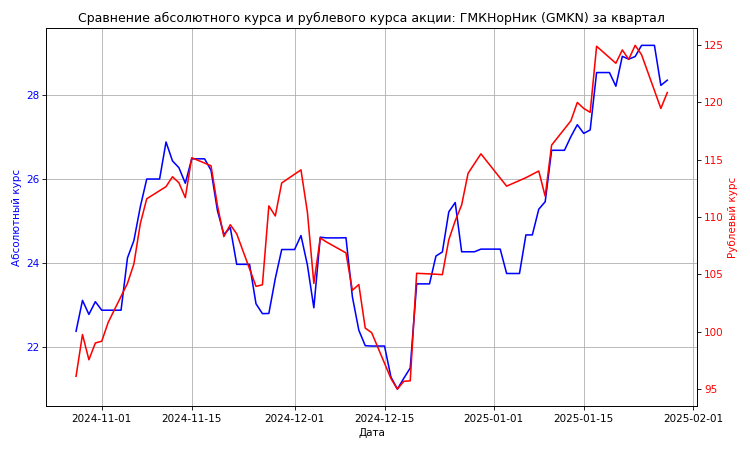 Сравнение абсолютного курса и рублевого курса акции: ГМКНорНик (GMKN) за квартал
Абсолютный курс
28
26
24
22
125
120
115
110
105
100
95
Рублевый курс
2024-11-01 2024-11-15 2024-12-01 2024-12-15 2025-01-01 2025-01-15 2025-02-01
Дата